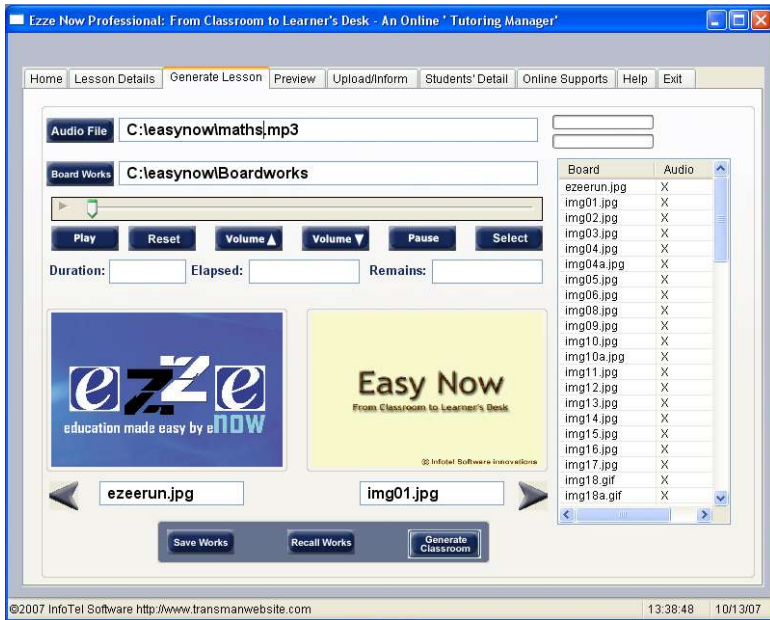 Ezze Now Professional: From Classroom to Learner's Desk - An Online ' Tutoring Manager'
Home Lesson Details Generate Lesson Preview Upload/Inform Students' Detail Online Supports Help Exit
Audio File C:\easynow\maths.mp3
Board Works C:\easynow\Boardworks
Play Reset Volume Volume Pause Select
Duration: Elapsed: Remains:
ezze
education made easy by eNOW
Easy Now
From Classroom to Learner's Desk
@ Infotel Software innovations
ezeerun.jpg img01.jpg
Save Works Recall Works Generate Classroom
Board Audio
ezeerun.jpg X
img01.jpg X
img02.jpg X
img03.jpg X
img04.jpg X
img04a.jpg X
img05.jpg X
img06.jpg X
img08.jpg X
img09.jpg X
img10.jpg X
img10a.jpg X
img11.jpg X
img12.jpg X
img13.jpg X
img14.jpg X
img15.jpg X
img16.jpg X
img17.jpg X
img18.gif X
img18a.gif X
©2007 InfoTel Software http://www.transmanwebsite.com 13:38:48 10/13/07